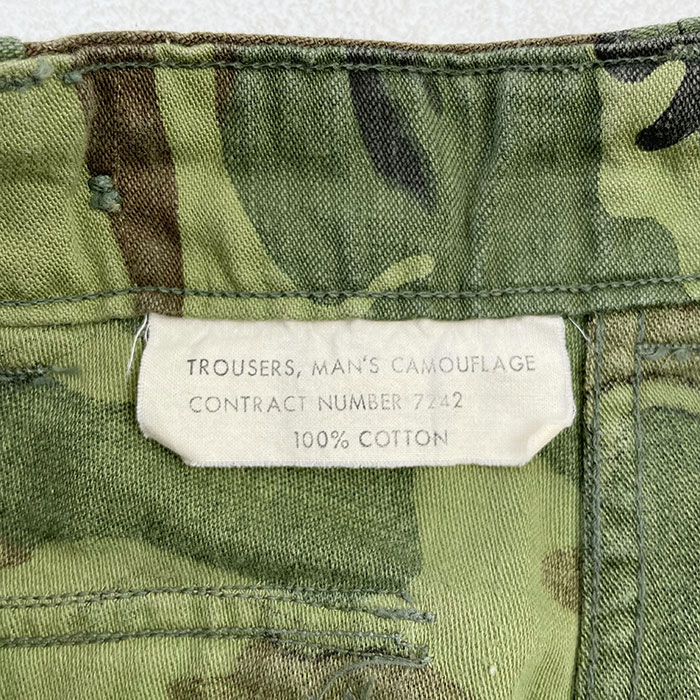 TROUSERS, MAN'S CAMOUFLAGE
CONTRACT NUMBER 7242
100% COTTON